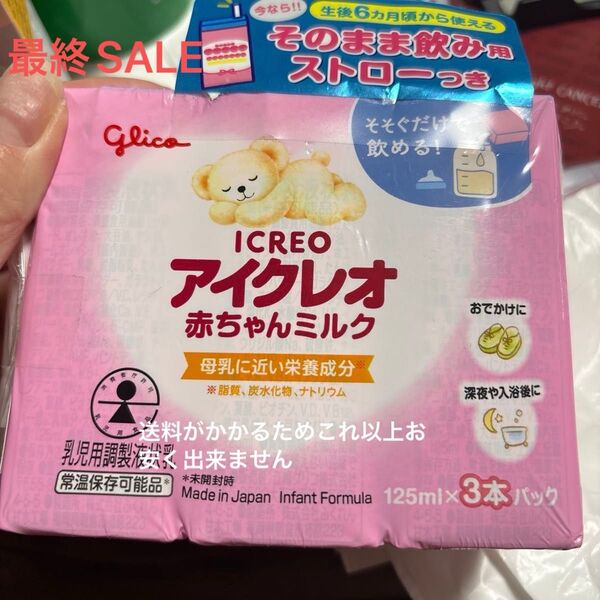 今なら!!
生後6カ月頃から使える
そのまま飲み用
ストローつき
最終SALE
Glico
そそぐだけで
飲める!
ICREO
アイクレオ
赤ちゃんミルク
母乳に近い栄養成分※
※脂質、炭水化物、ナトリウム
おでかけに
深夜や入浴後に
送料がかかるためこれ以上お
安く出来ません
乳児用調製液状乳
常温保存可能品*
*未開封時
Made in Japan Infant Formula
125ml×3本パック